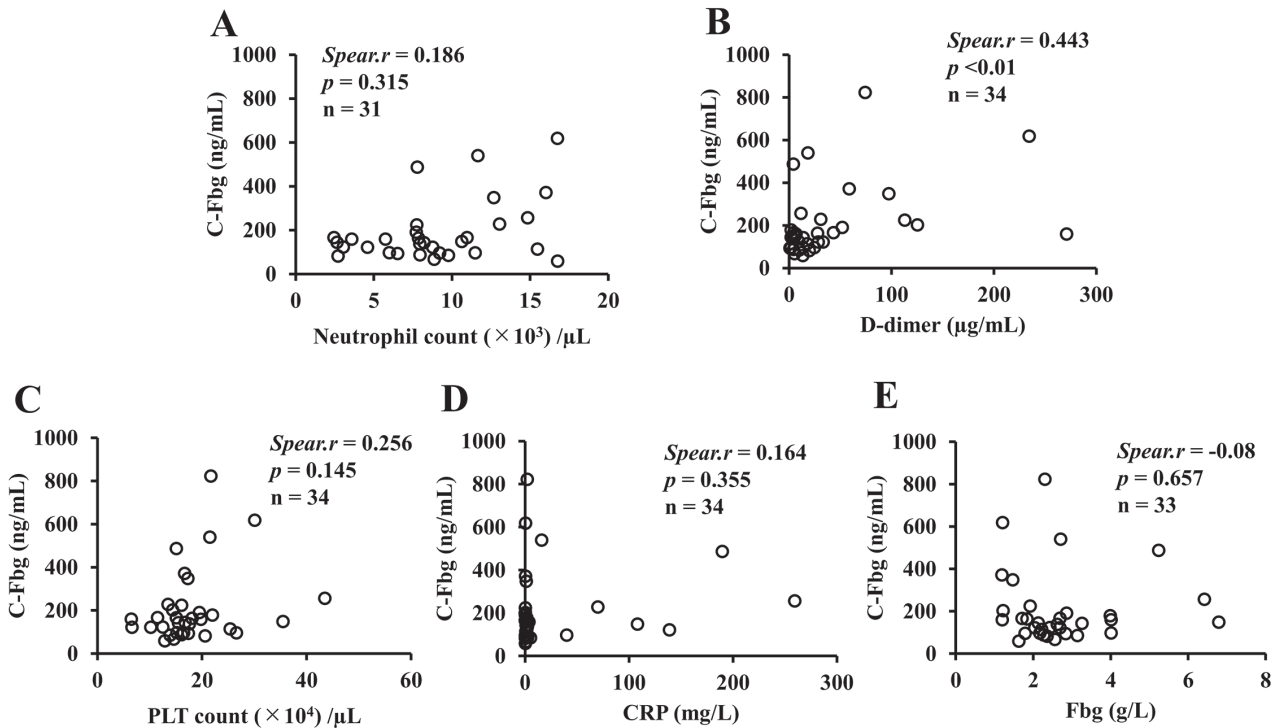 A
Spear.r = 0.186
p = 0.315
n = 31
C-Fbg (ng/mL)
1000
800
600
400
200
0
0 5 10 15 20
Neutrophil count (×10³) /μL
B
Spear.r = 0.443
p <0.01
n = 34
C-Fbg (ng/mL)
1000
800
600
400
200
0
0 100 200 300
D-dimer (μg/mL)
C
Spear.r = 0.256
p = 0.145
n = 34
C-Fbg (ng/mL)
1000
800
600
400
200
0
0 20 40 60
PLT count (×10⁴) /μL
D
Spear.r = 0.164
p = 0.355
n = 34
C-Fbg (ng/mL)
1000
800
600
400
200
0
0 100 200 300
CRP (mg/L)
E
Spear.r = -0.08
p = 0.657
n = 33
C-Fbg (ng/mL)
1000
800
600
400
200
0
0 2 4 6 8
Fbg (g/L)